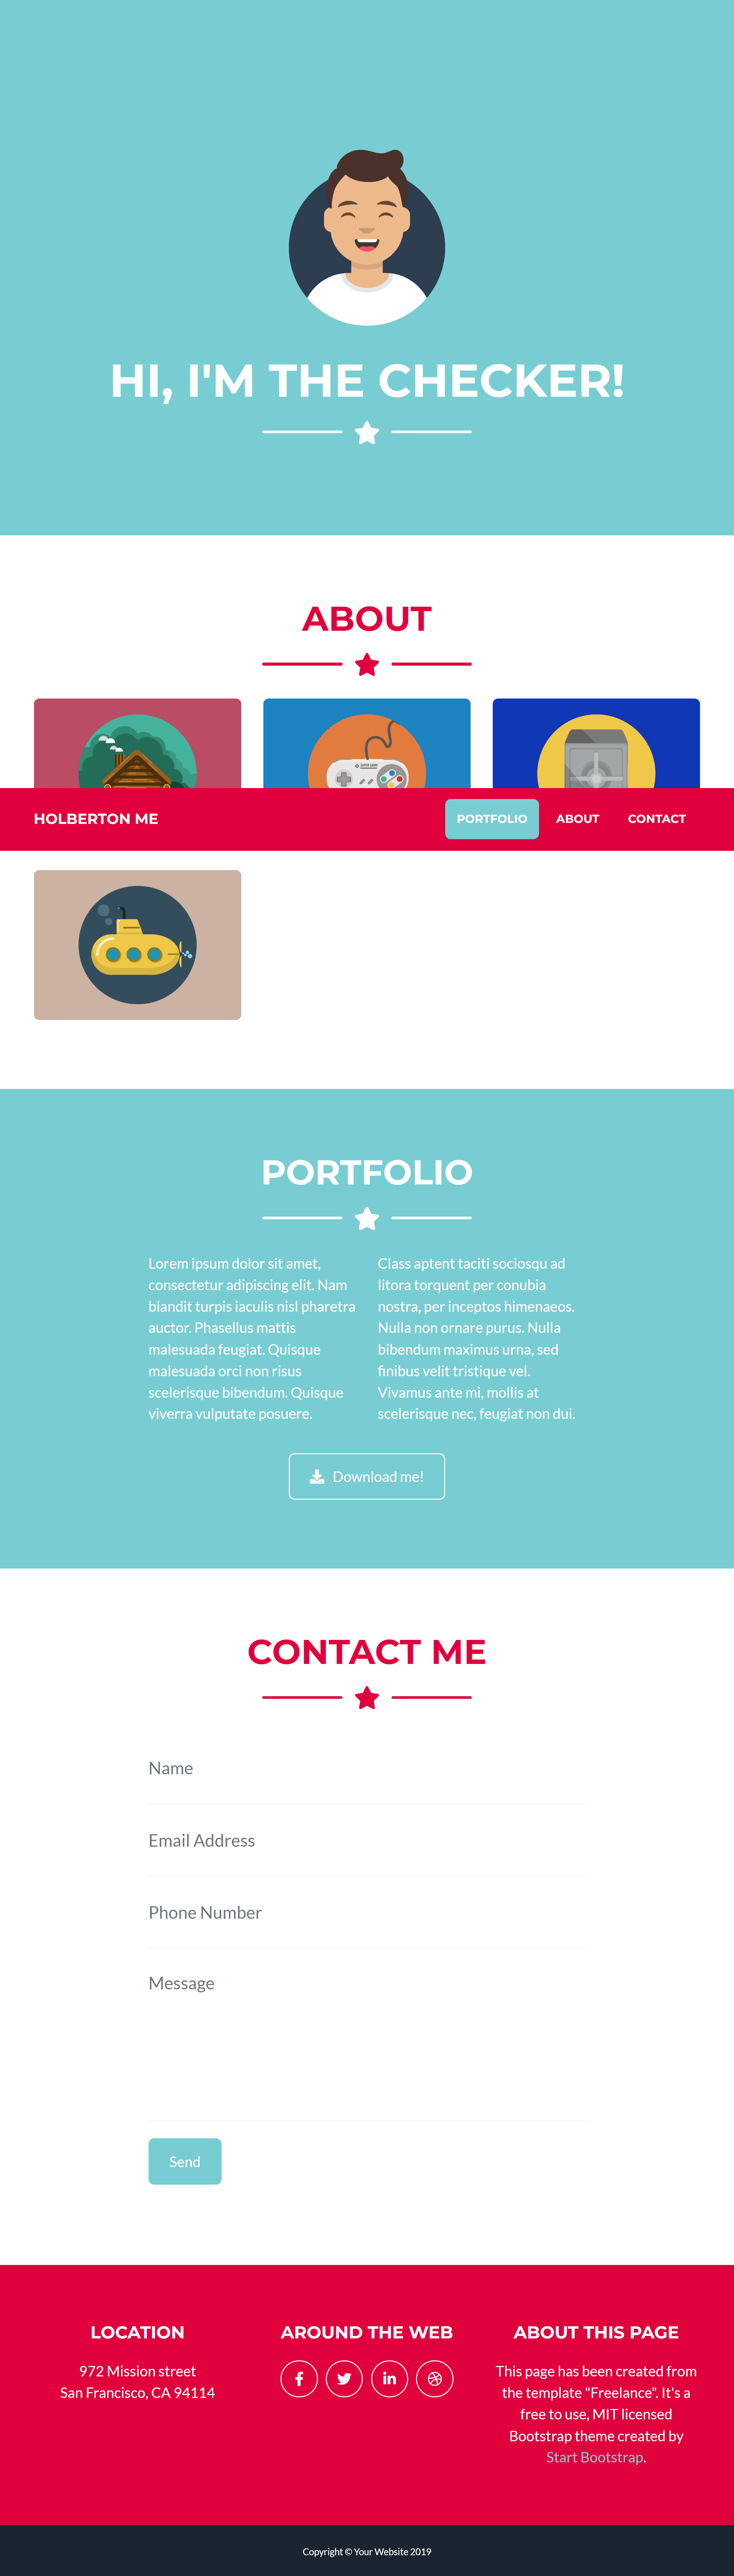 HI, I'M THE CHECKER!
ABOUT
HOLBERTON ME
PORTFOLIO
ABOUT
CONTACT
PORTFOLIO
Lorem ipsum dolor sit amet,
consectetur adipiscing elit. Nam
blandit turpis iaculis nisl pharetra
auctor. Phasellus mattis
malesuada feugiat. Quisque
malesuada orci non risus
scelerisque bibendum. Quisque
viverra vulputate posuere.
Class aptent taciti sociosqu ad
litora torquent per conubia
nostra, per inceptos himenaeos.
Nulla non ornare purus. Nulla
bibendum maximus urna, sed
finibus velit tristique vel.
Vivamus ante mi, mollis at
scelerisque nec, feugiat non dui.
Download me!
CONTACT ME
Name
Email Address
Phone Number
Message
Send
LOCATION
972 Mission street
San Francisco, CA 94114
AROUND THE WEB
ABOUT THIS PAGE
This page has been created from
the template "Freelance". It's a
free to use, MIT licensed
Bootstrap theme created by
Start Bootstrap.
Copyright © Your Website 2019